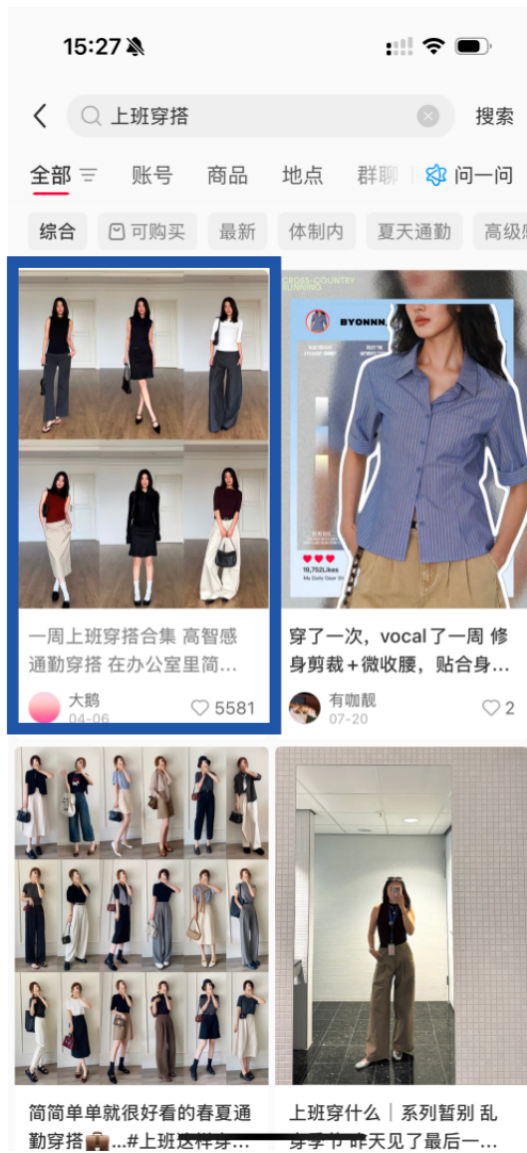 15:27
上班穿搭
搜索
全部
账号
商品
地点
群聊
问一问
综合
可购买
最新
体制内
夏天通勤
高级感
CROSS-COUNTRY
RUNNING
BYONNN
19,752Likes
一周上班穿搭合集 高智感
通勤穿搭 在办公室里简…
大鹅
04-06
5581
穿了一次，vocal了一周 修
身剪裁+微收腰，贴合身…
有咖靓
07-20
2
简简单单就很好看的春夏通
勤穿搭💼…#上班这样穿…
上班穿什么｜系列暂别 乱
穿季节 昨天见了最后一…